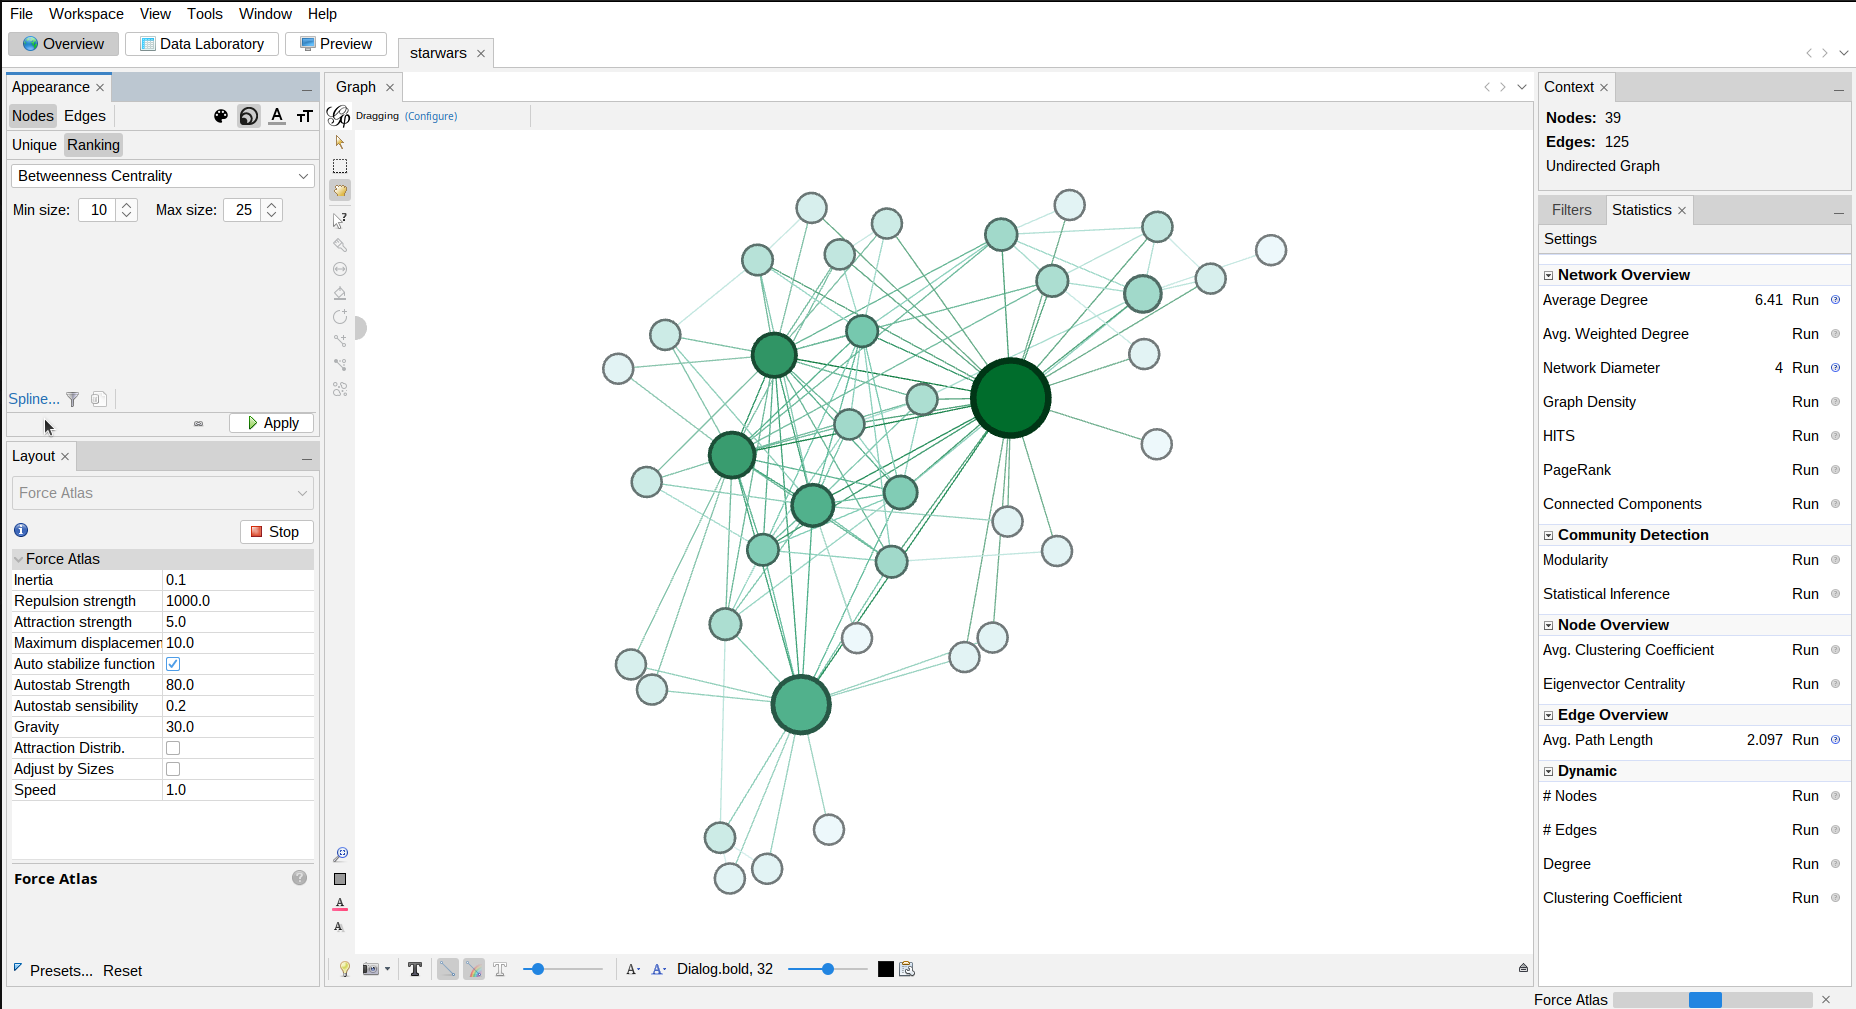 File Workspace View Tools Window Help
Overview Data Laboratory Preview starwars
Appearance
Nodes Edges
Unique Ranking
Betweenness Centrality
Min size: 10 Max size: 25
Spline...
Apply
Layout
Force Atlas
Stop
Force Atlas
Inertia 0.1
Repulsion strength 1000.0
Attraction strength 5.0
Maximum displacemen 10.0
Auto stabilize function
Autostab Strength 80.0
Autostab sensibility 0.2
Gravity 30.0
Attraction Distrib.
Adjust by Sizes
Speed 1.0
Force Atlas
Presets... Reset
Graph
Dragging (Configure)
Dialog.bold, 32
Context
Nodes: 39
Edges: 125
Undirected Graph
Filters Statistics
Settings
Network Overview
Average Degree 6.41 Run
Avg. Weighted Degree Run
Network Diameter 4 Run
Graph Density Run
HITS Run
PageRank Run
Connected Components Run
Community Detection
Modularity Run
Statistical Inference Run
Node Overview
Avg. Clustering Coefficient Run
Eigenvector Centrality Run
Edge Overview
Avg. Path Length 2.097 Run
Dynamic
# Nodes Run
# Edges Run
Degree Run
Clustering Coefficient Run
Force Atlas